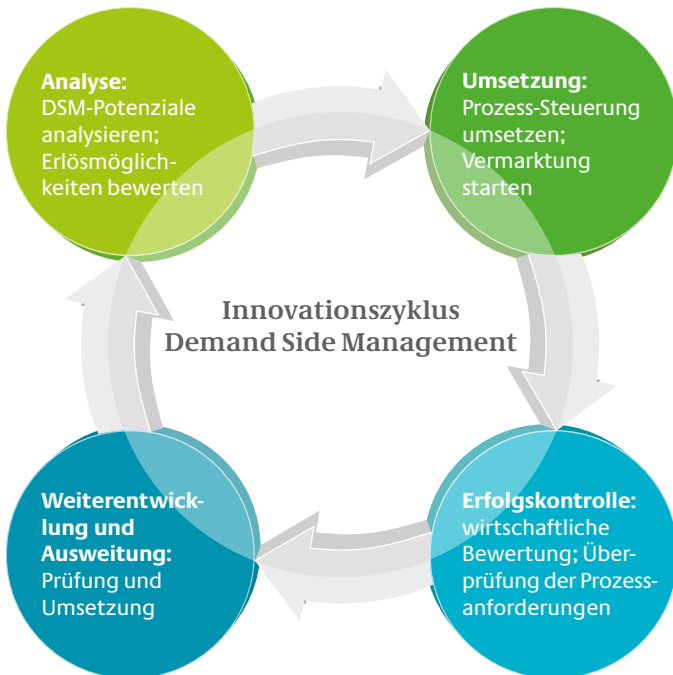 Analyse:
DSM-Potenziale
analysieren;
Erlösmöglich-
keiten bewerten
Umsetzung:
Prozess-Steuerung
umsetzen;
Vermarktung
starten
Innovationszyklus
Demand Side Management
Weiterentwick-
lung und
Ausweitung:
Prüfung und
Umsetzung
Erfolgskontrolle:
wirtschaftliche
Bewertung; Über-
prüfung der Prozess-
anforderungen